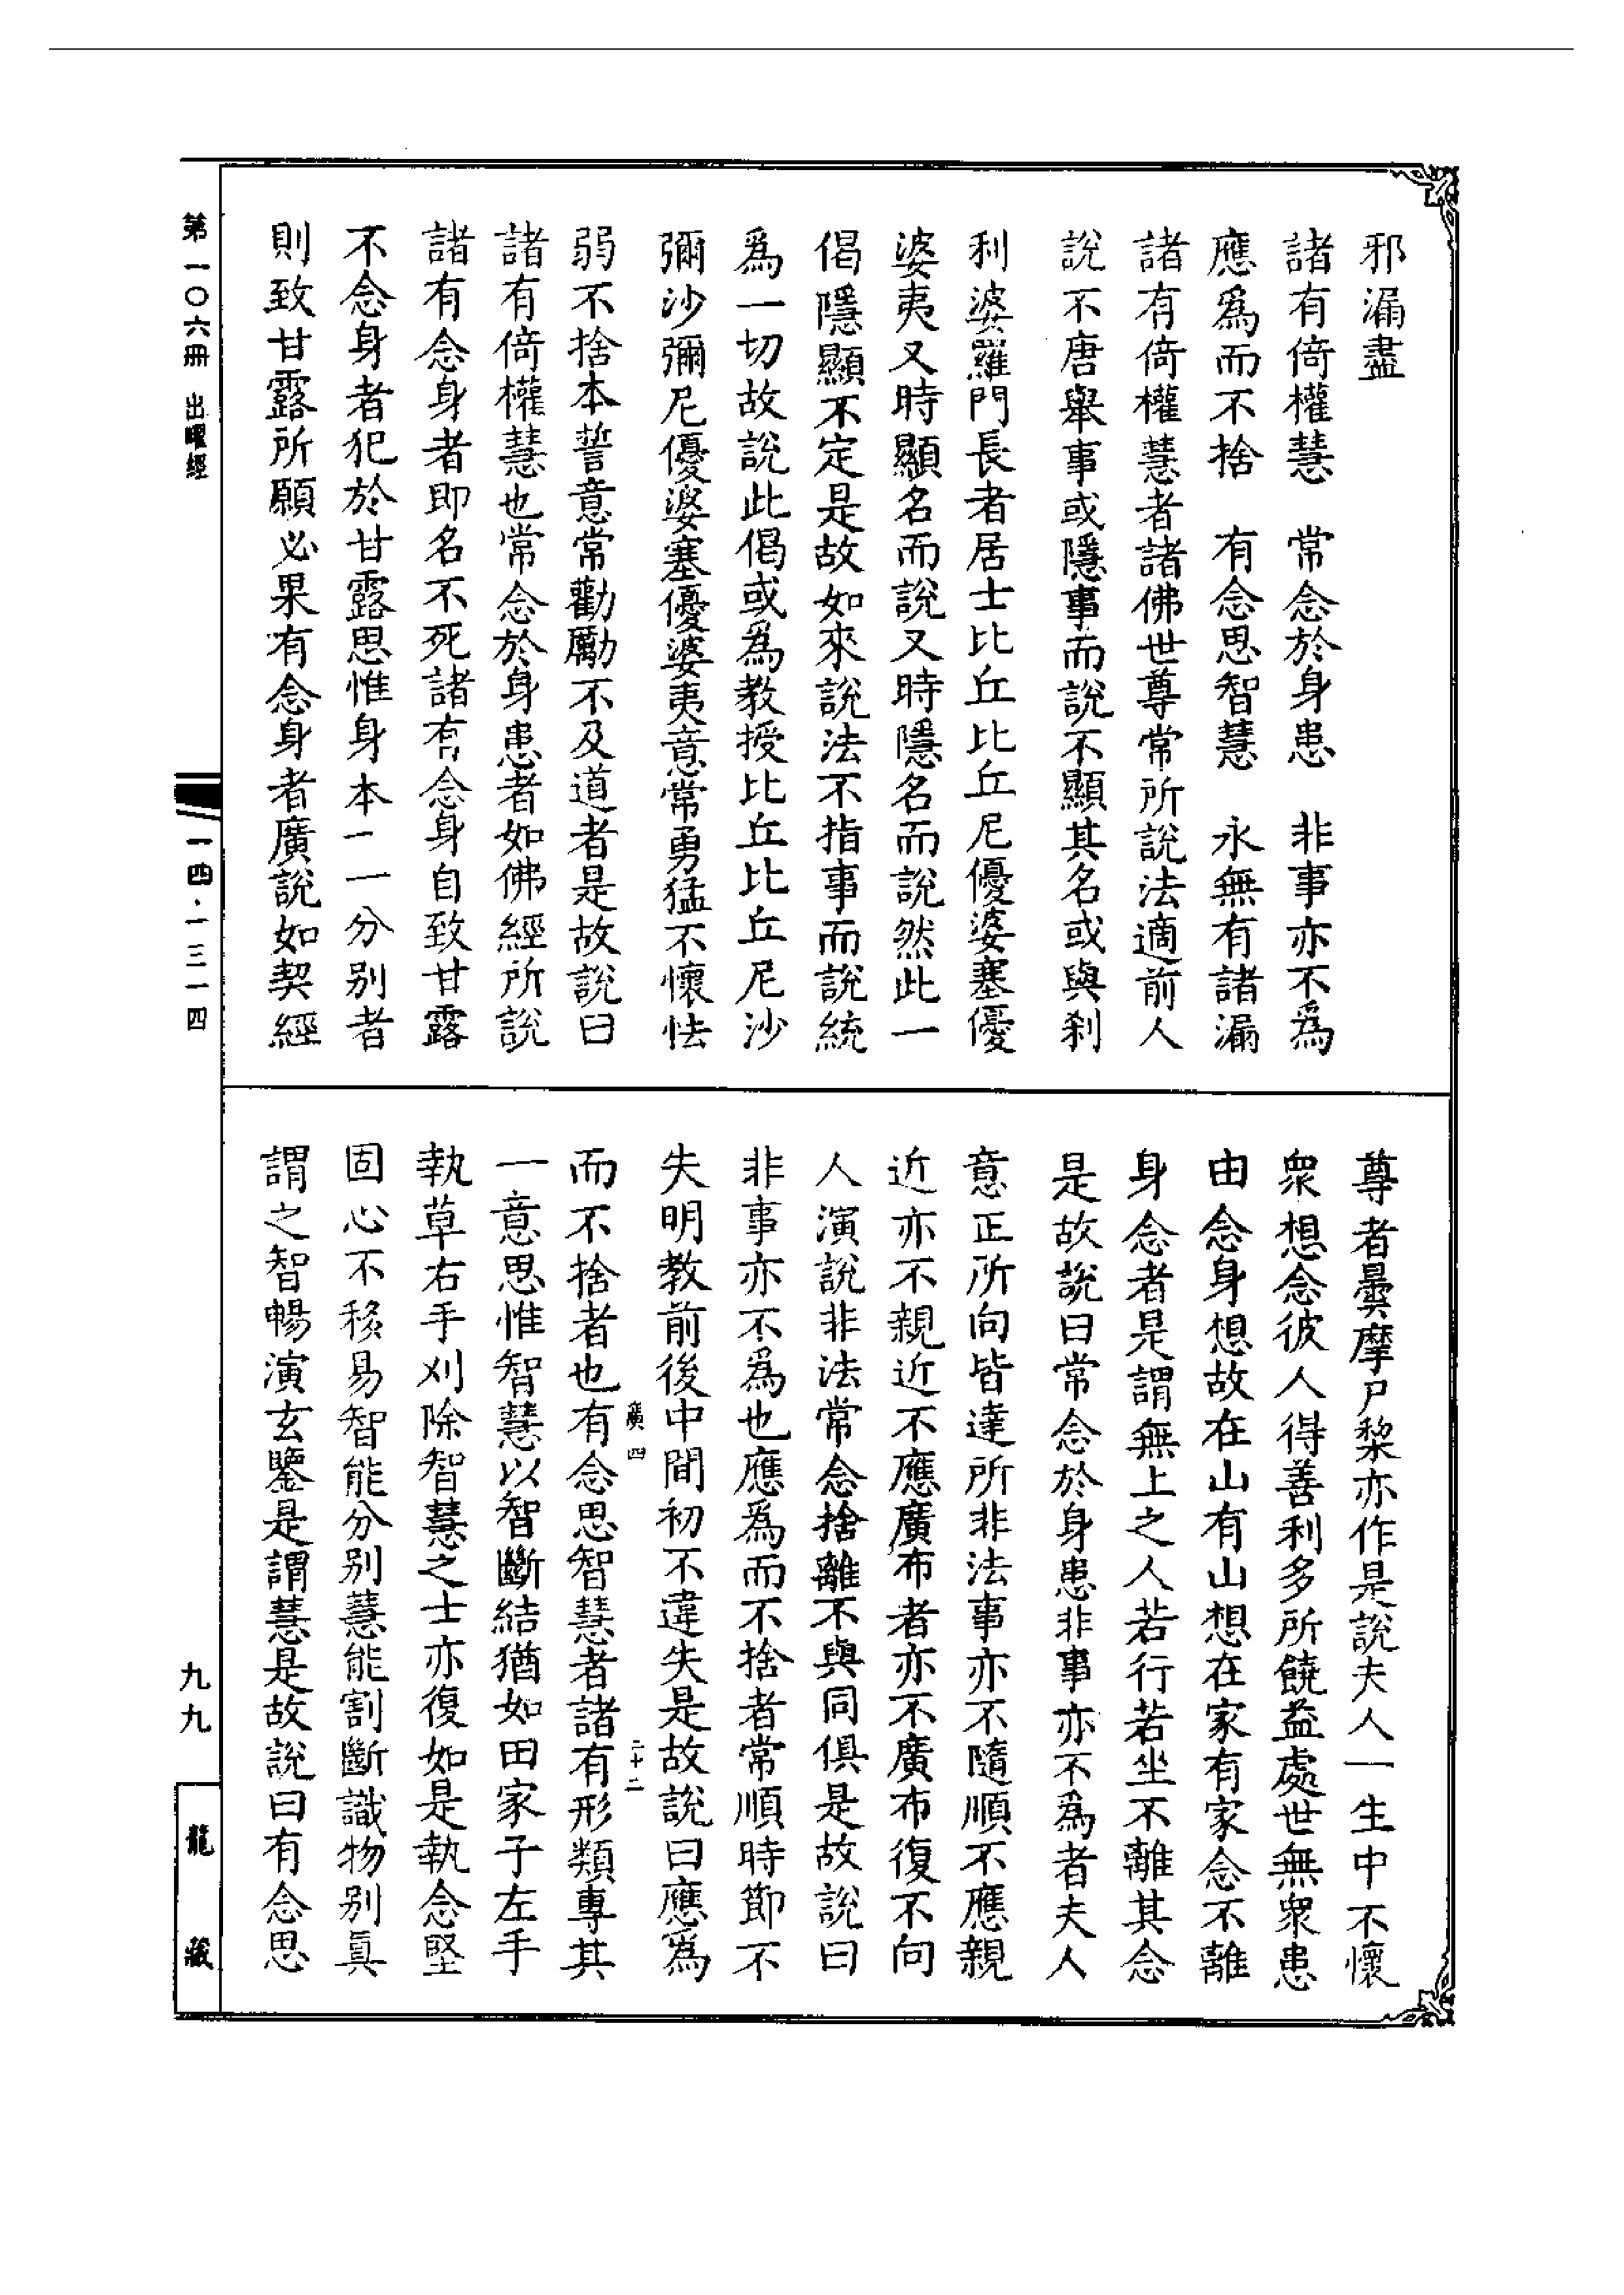 邪漏盡
諸有倚權慧　常念於身患　非事亦不爲
應爲而不捨　有念思智慧　永無有諸漏
諸有倚權慧者諸佛世尊常所說法適前人
說不唐舉事或隱事而說不顯其名或與剎
利婆羅門長者居士比丘比丘尼優婆塞優
婆夷又時顯名而說又時隱名而說然此一
偈隱顯不定是故如來說法不指事而說統
爲一切故說此偈或爲教授比丘比丘尼沙
彌沙彌尼優婆塞優婆夷意常勇猛不懷怯
弱不捨本誓意常勸勵不及道者是故說曰
諸有倚權慧也常念於身患者如佛經所說
諸有念身者即名不死諸有念身自致甘露
不念身者犯於甘露思惟身本一一分別者
則致甘露所願必果有念身者廣說如契經
尊者曇摩尸黎亦作是說夫人一生中不懷
衆想念彼人得善利多所饒益處世無衆患
由念身想故在山有山想在家有家念不離
身念者是謂無上之人若行若坐不離其念
是故說曰常念於身患非事亦不爲者夫人
意正所向皆達所非法事亦不隨順不應親
近亦不親近不應廣布者亦不廣布復不向
人演說非法常念捨離不與同俱是故說曰
非事亦不爲也應爲而不捨者常順時節不
失明教前後中間初不違失是故說曰應爲
而不捨者也有念思智慧者諸有形類專其
一意思惟智慧以智斷結猶如田家子左手
執草右手刈除智慧之士亦復如是執念堅
固心不移易智能分別慧能割斷識物別真
謂之智暢演玄鑒是謂慧是故說曰有念思
廣四　二十二
第一〇六冊　出曜經
一四·一三一四
九九
龍藏